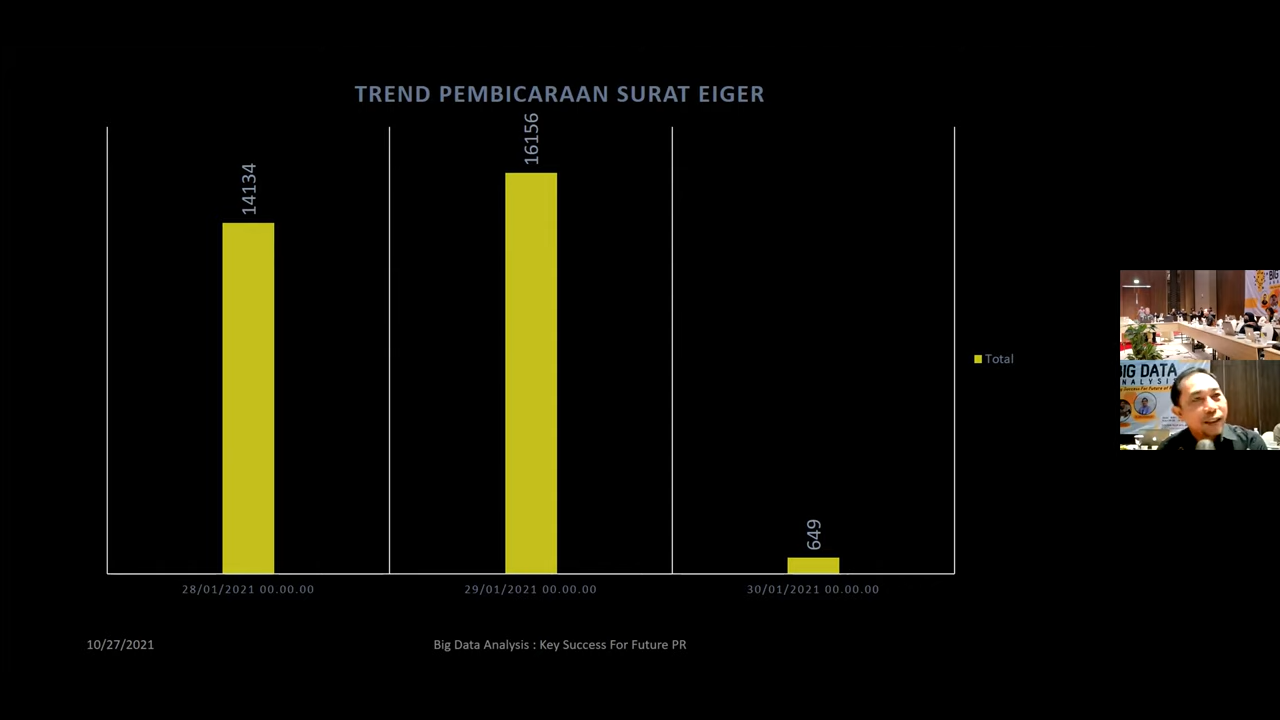 TREND PEMBICARAAN SURAT EIGER
14134
16156
649
Total
28/01/2021 00.00.00
29/01/2021 00.00.00
30/01/2021 00.00.00
10/27/2021
Big Data Analysis : Key Success For Future PR
BIG DATA